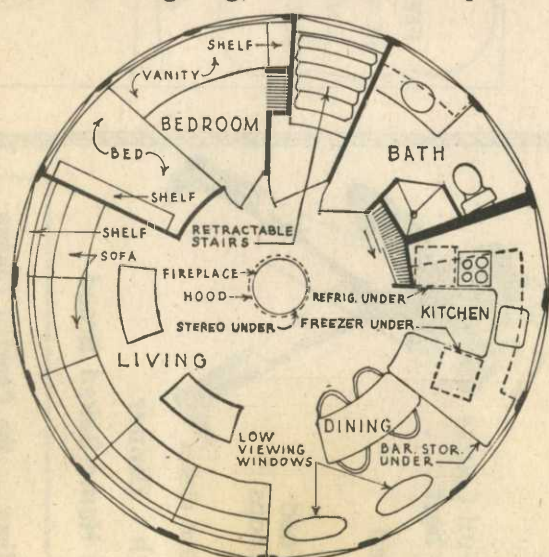 SHELF
VANITY
BEDROOM
BED
BATH
SHELF
SHELF
RETRACTABLE
STAIRS
SOFA
FIREPLACE
HOOD
REFRIG. UNDER
KITCHEN
STEREO UNDER
FREEZER UNDER
LIVING
DINING
LOW
VIEWING
WINDOWS
BAR. STOR.
UNDER